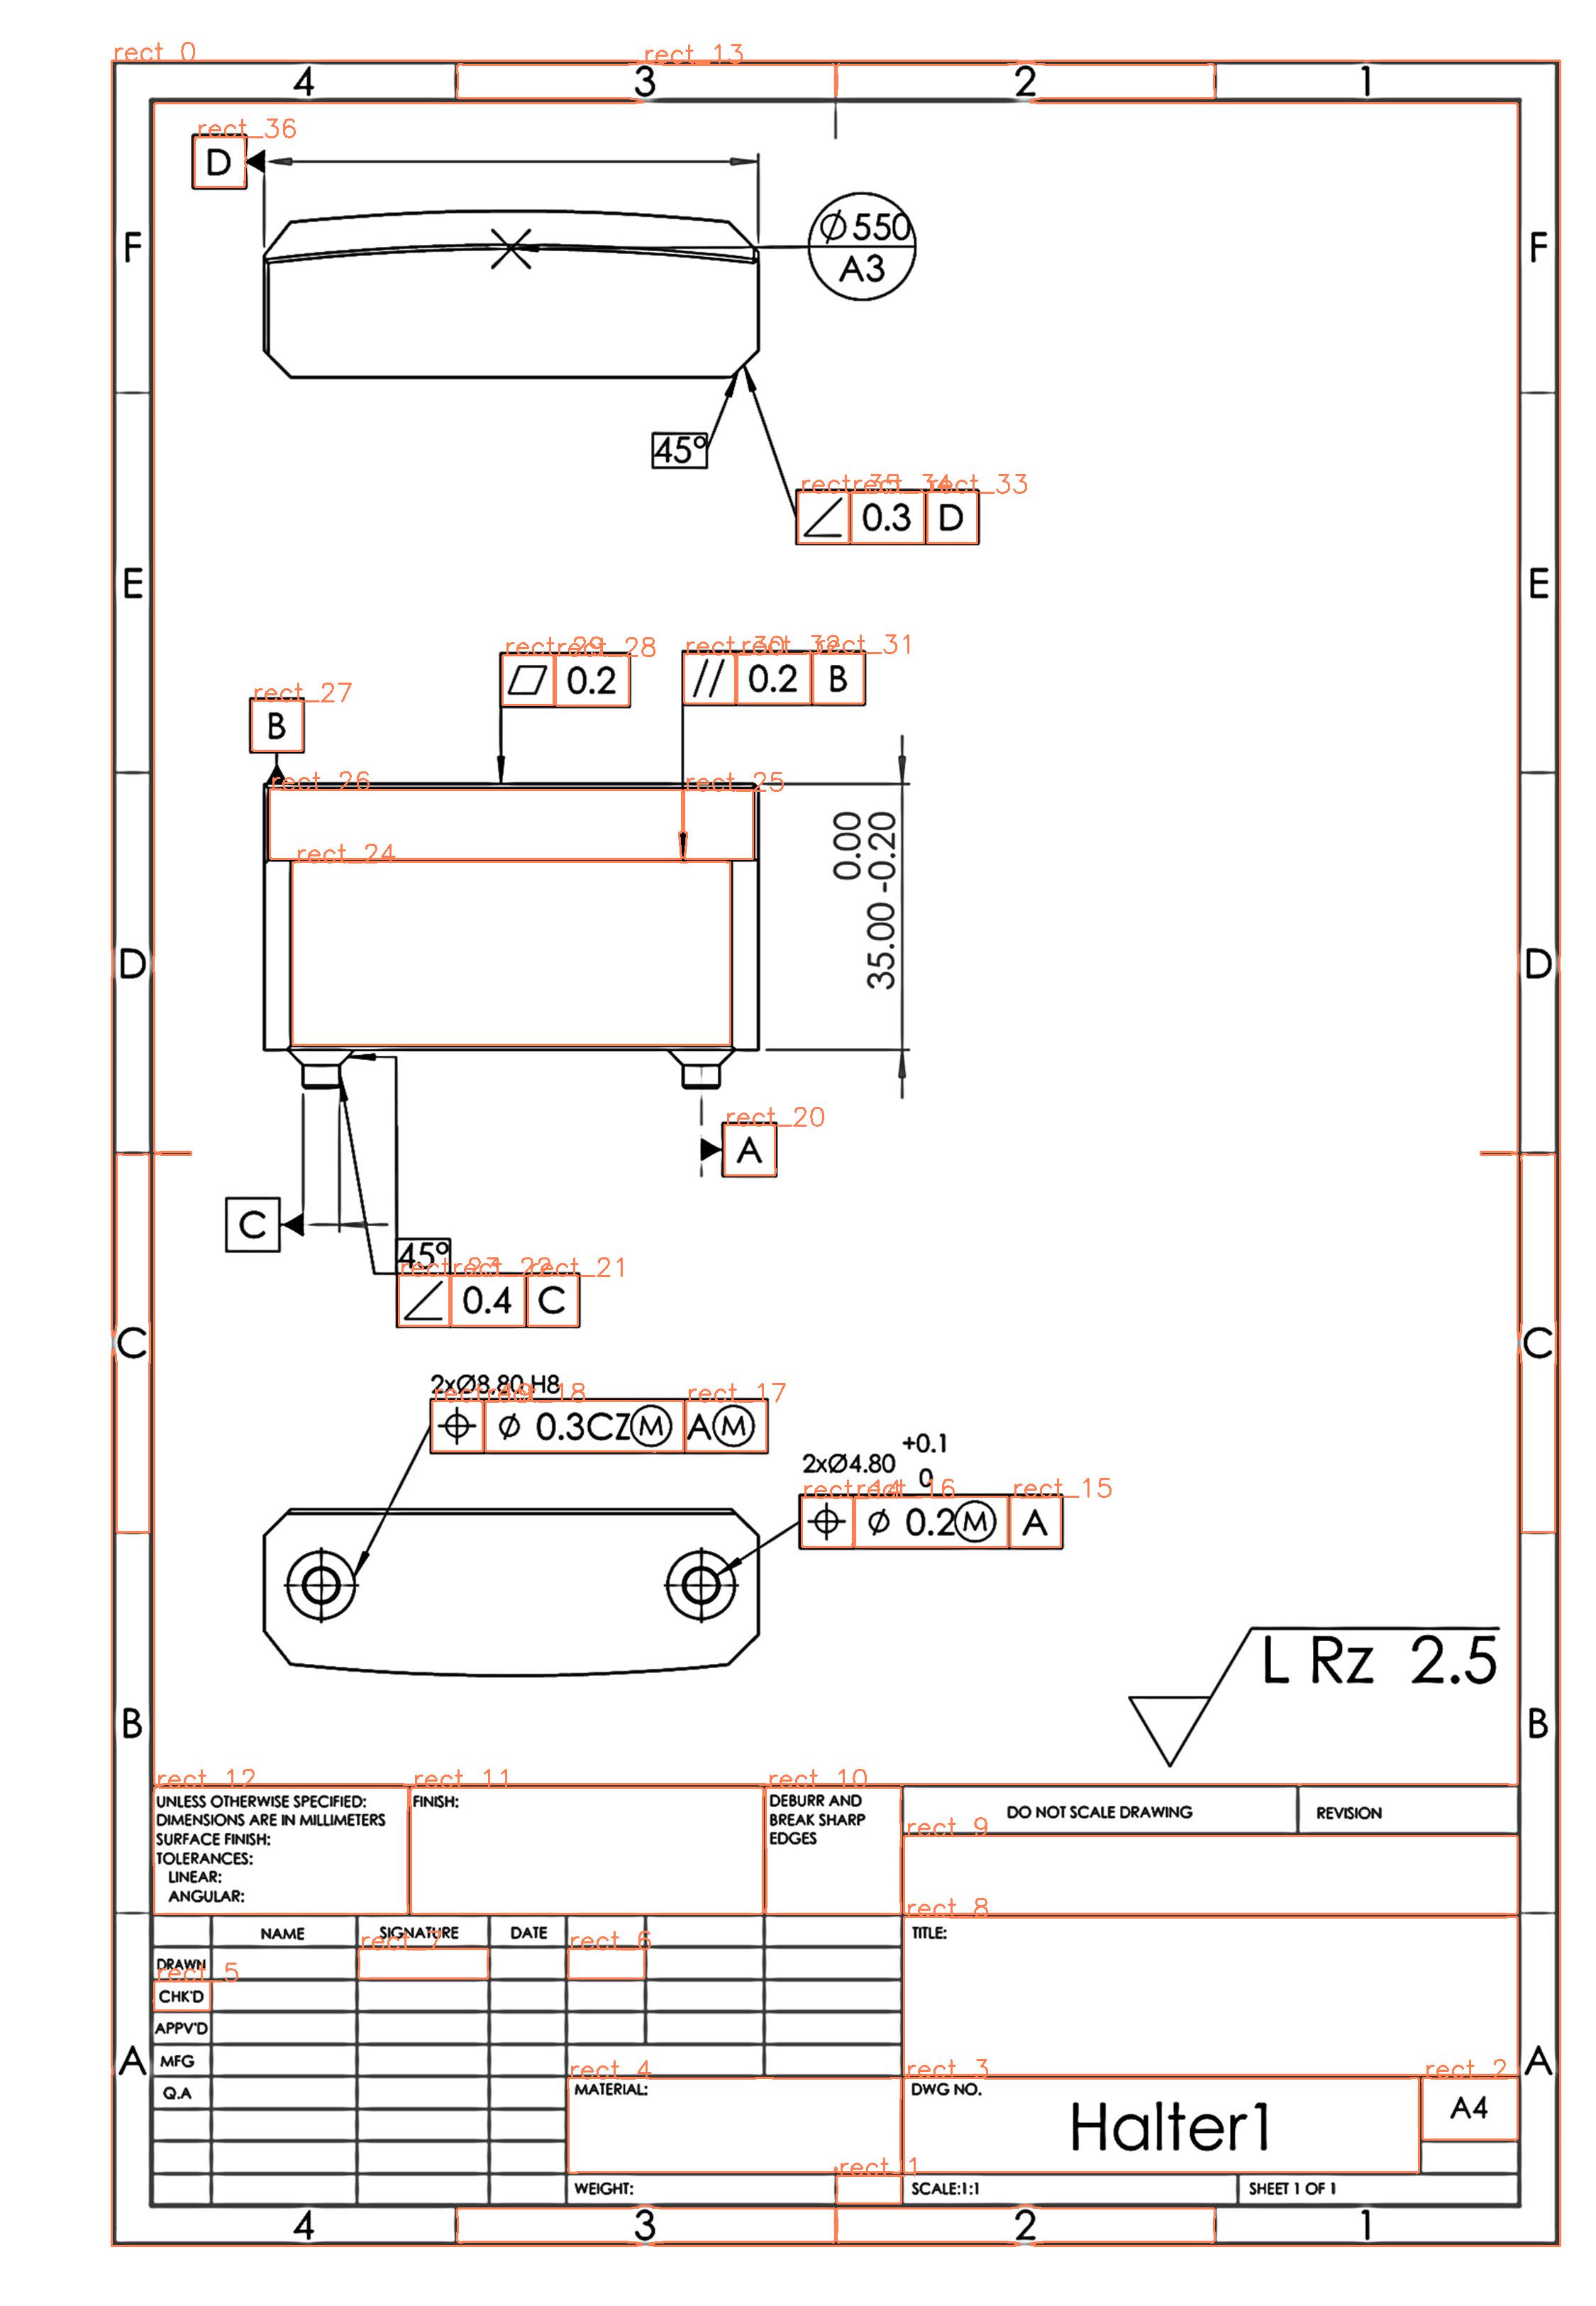 rect_0
rect_13
4 3 2 1
rect_36
D
F F
Ø550
A3
45°
rect_35 rect_34 rect_33
0.3 D
E E
rect_29 rect_28
0.2
rect_30 rect_32 rect_31
// 0.2 B
rect_27
B
rect_26 rect_25
rect_24
0.00
35.00 -0.20
D D
rect_20
A
C
45°
rect_23 rect_22 rect_21
0.4 C
C C
2xØ8.80 H8
rect_19 rect_18 rect_17
⌖ ⌀ 0.3CZⓂ AⓂ
+0.1
2xØ4.80 0
rect_14 rect_16 rect_15
⌖ ⌀ 0.2Ⓜ A
L Rz 2.5
B B
rect_12 rect_11 rect_10
UNLESS OTHERWISE SPECIFIED:
DIMENSIONS ARE IN MILLIMETERS
SURFACE FINISH:
TOLERANCES:
LINEAR:
ANGULAR:
FINISH:
DEBURR AND
BREAK SHARP
EDGES
DO NOT SCALE DRAWING REVISION
rect_9
rect_8
NAME SIGNATURE DATE
TITLE:
rect_7 rect_6
DRAWN
rect_5
CHK'D
APPV'D
MFG
Q.A
A A
rect_4 rect_3 rect_2
MATERIAL:
DWG NO.
Halter1
A4
rect_1
WEIGHT:
SCALE:1:1
SHEET 1 OF 1
4 3 2 1